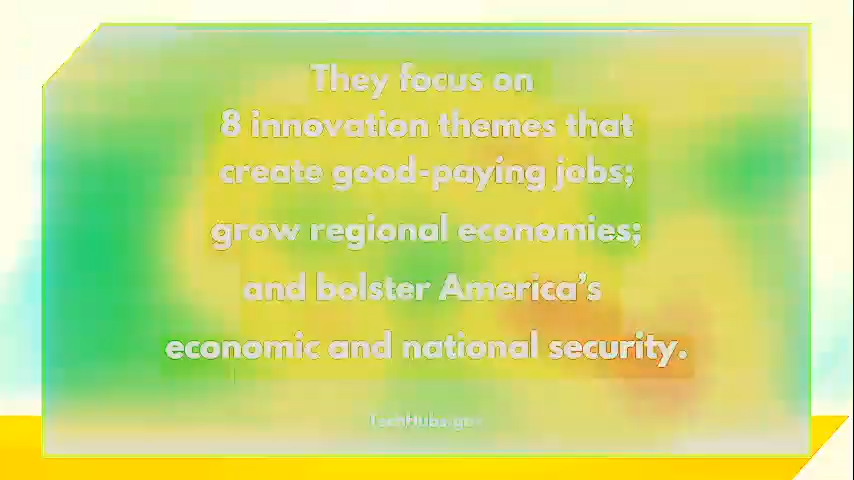 They focus on
8 innovation themes that
create good-paying jobs;
grow regional economies;
and bolster America's
economic and national security.
TechHubs.gov